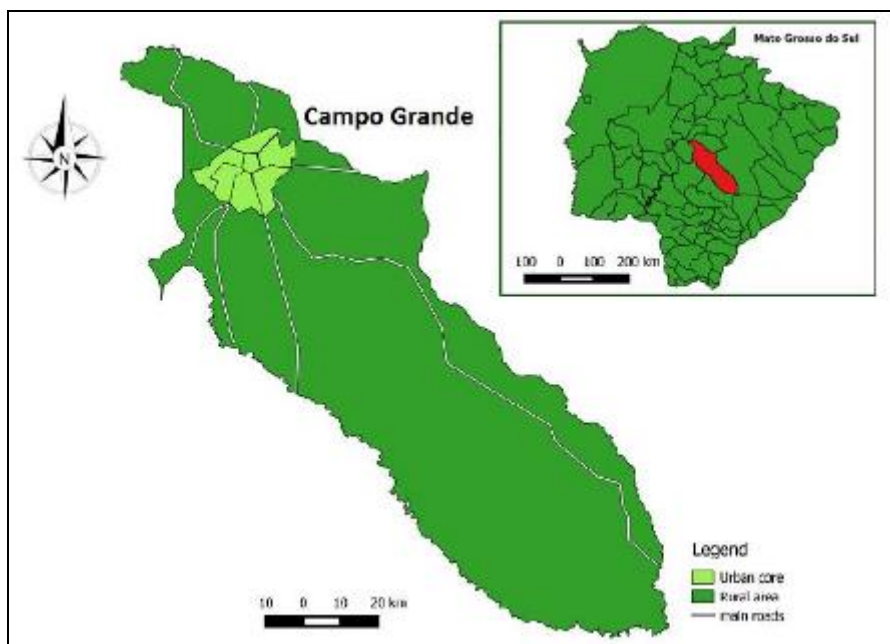 Mato Grosso do Sul
Campo Grande
N
100 0 100 200 km
Legend
Urban core
Rural area
main roads
10 0 10 20 km